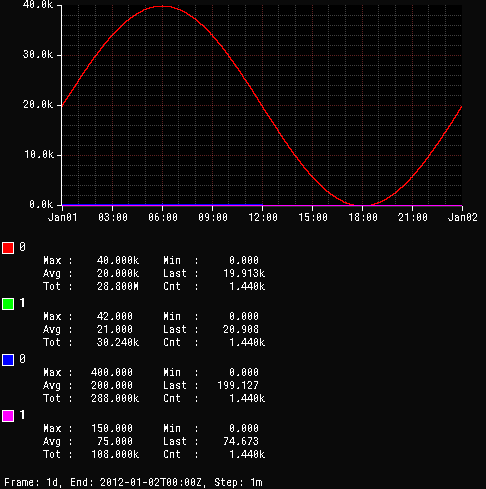 40.0k
30.0k
20.0k
10.0k
0.0k
Jan01 03:00 06:00 09:00 12:00 15:00 18:00 21:00 Jan02
0
Max : 40.000k Min : 0.000
Avg : 20.000k Last : 19.913k
Tot : 28.800M Cnt : 1.440k
1
Max : 42.000 Min : 0.000
Avg : 21.000 Last : 20.908
Tot : 30.240k Cnt : 1.440k
0
Max : 400.000 Min : 0.000
Avg : 200.000 Last : 199.127
Tot : 288.000k Cnt : 1.440k
1
Max : 150.000 Min : 0.000
Avg : 75.000 Last : 74.673
Tot : 108.000k Cnt : 1.440k
Frame: 1d, End: 2012-01-02T00:00Z, Step: 1m